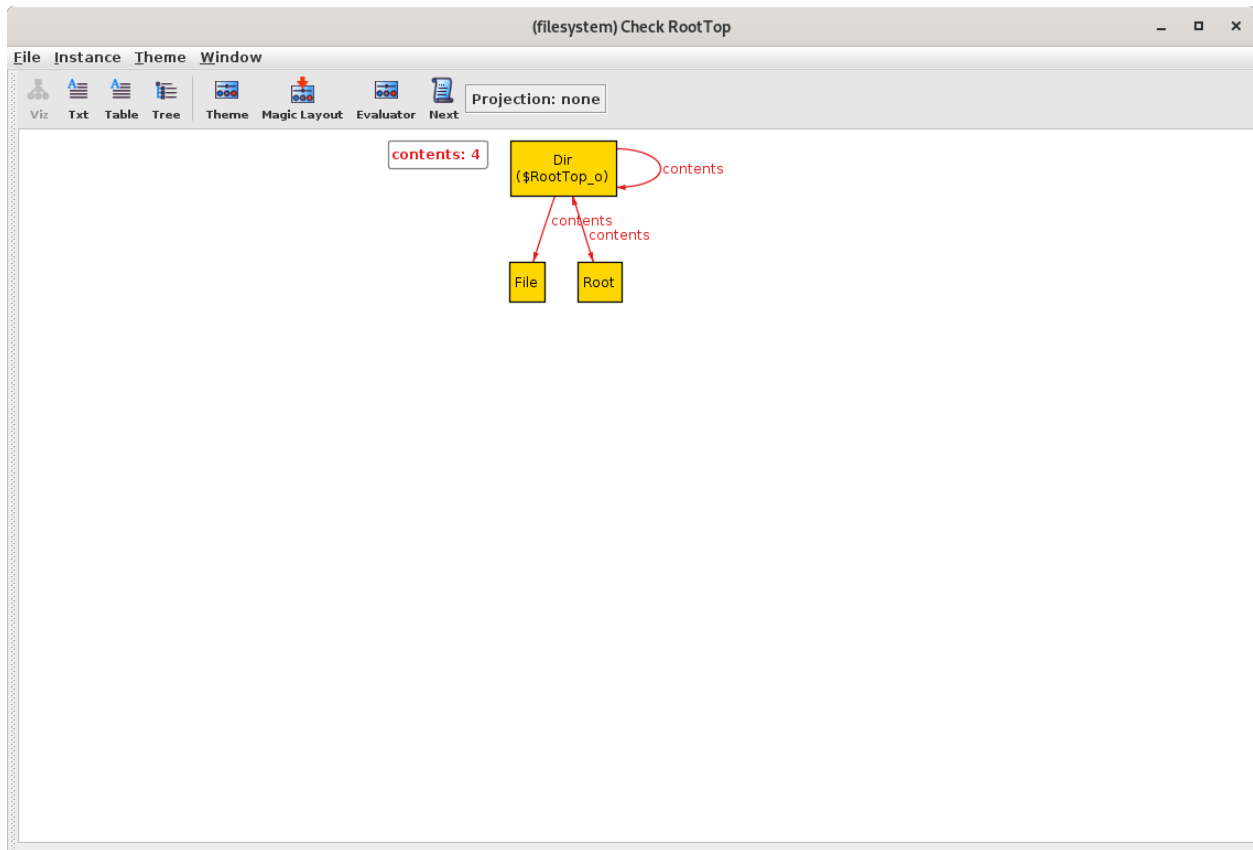 (filesystem) Check RootTop
File Instance Theme Window
Viz Txt Table Tree Theme Magic Layout Evaluator Next Projection: none
contents: 4
Dir
($RootTop_o)
contents
contents
contents
File
Root